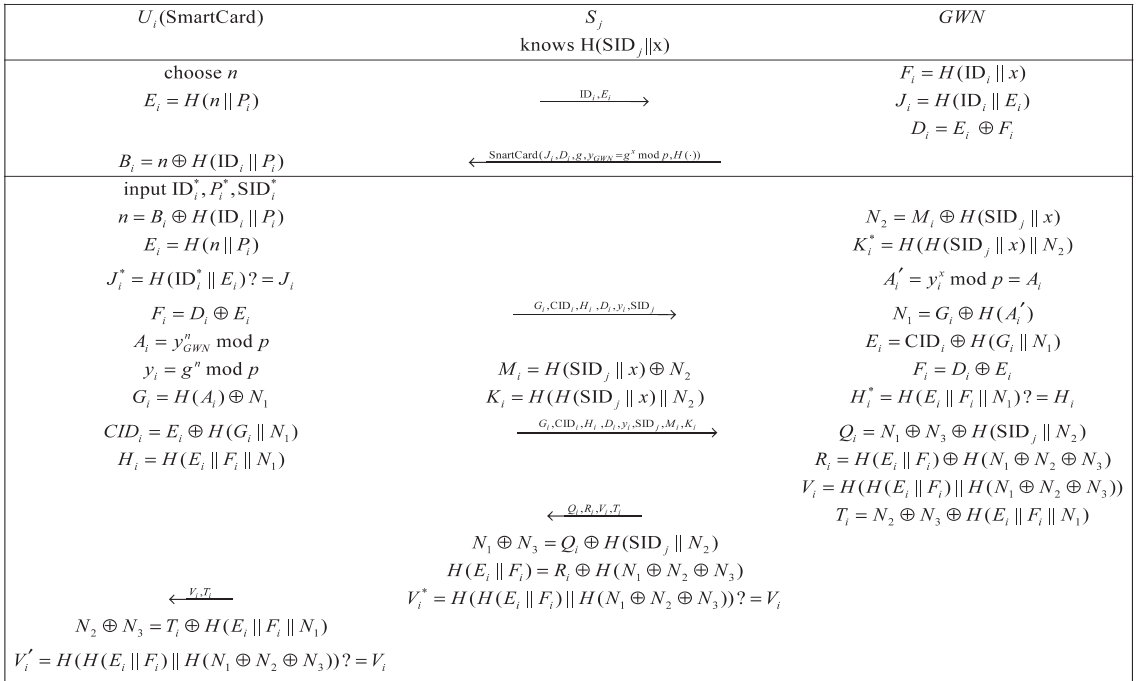 U_i(SmartCard) S_j GWN
knows H(SID_j||x)
choose n F_i = H(ID_i || x)
E_i = H(n || P_i) ID_i,E_i J_i = H(ID_i || E_i)
D_i = E_i ⊕ F_i
B_i = n ⊕ H(ID_i || P_i) SnartCard(J_i,D_i,g,y_GWN=g^x mod p,H(·))
input ID_i^*, P_i^*, SID_i^*
n = B_i ⊕ H(ID_i || P_i) N_2 = M_i ⊕ H(SID_j || x)
E_i = H(n || P_i) K_i^* = H(H(SID_j || x) || N_2)
J_i^* = H(ID_i^* || E_i)? = J_i A_i′ = y_i^x mod p = A_i
F_i = D_i ⊕ E_i G_i,CID_i,H_i,D_i,y_i,SID_j N_1 = G_i ⊕ H(A_i′)
A_i = y_GWN^n mod p E_i = CID_i ⊕ H(G_i || N_1)
y_i = g^n mod p M_i = H(SID_j || x) ⊕ N_2 F_i = D_i ⊕ E_i
G_i = H(A_i) ⊕ N_1 K_i = H(H(SID_j || x) || N_2) H_i^* = H(E_i || F_i || N_1)? = H_i
CID_i = E_i ⊕ H(G_i || N_1) G_i,CID_i,H_i,D_i,y_i,SID_j,M_i,K_i Q_i = N_1 ⊕ N_3 ⊕ H(SID_j || N_2)
H_i = H(E_i || F_i || N_1) R_i = H(E_i || F_i) ⊕ H(N_1 ⊕ N_2 ⊕ N_3)
V_i = H(H(E_i || F_i) || H(N_1 ⊕ N_2 ⊕ N_3))
Q_i,R_i,V_i,T_i T_i = N_2 ⊕ N_3 ⊕ H(E_i || F_i || N_1)
N_1 ⊕ N_3 = Q_i ⊕ H(SID_j || N_2)
H(E_i || F_i) = R_i ⊕ H(N_1 ⊕ N_2 ⊕ N_3)
V_i,T_i V_i^* = H(H(E_i || F_i) || H(N_1 ⊕ N_2 ⊕ N_3))? = V_i
N_2 ⊕ N_3 = T_i ⊕ H(E_i || F_i || N_1)
V_i′ = H(H(E_i || F_i) || H(N_1 ⊕ N_2 ⊕ N_3))? = V_i